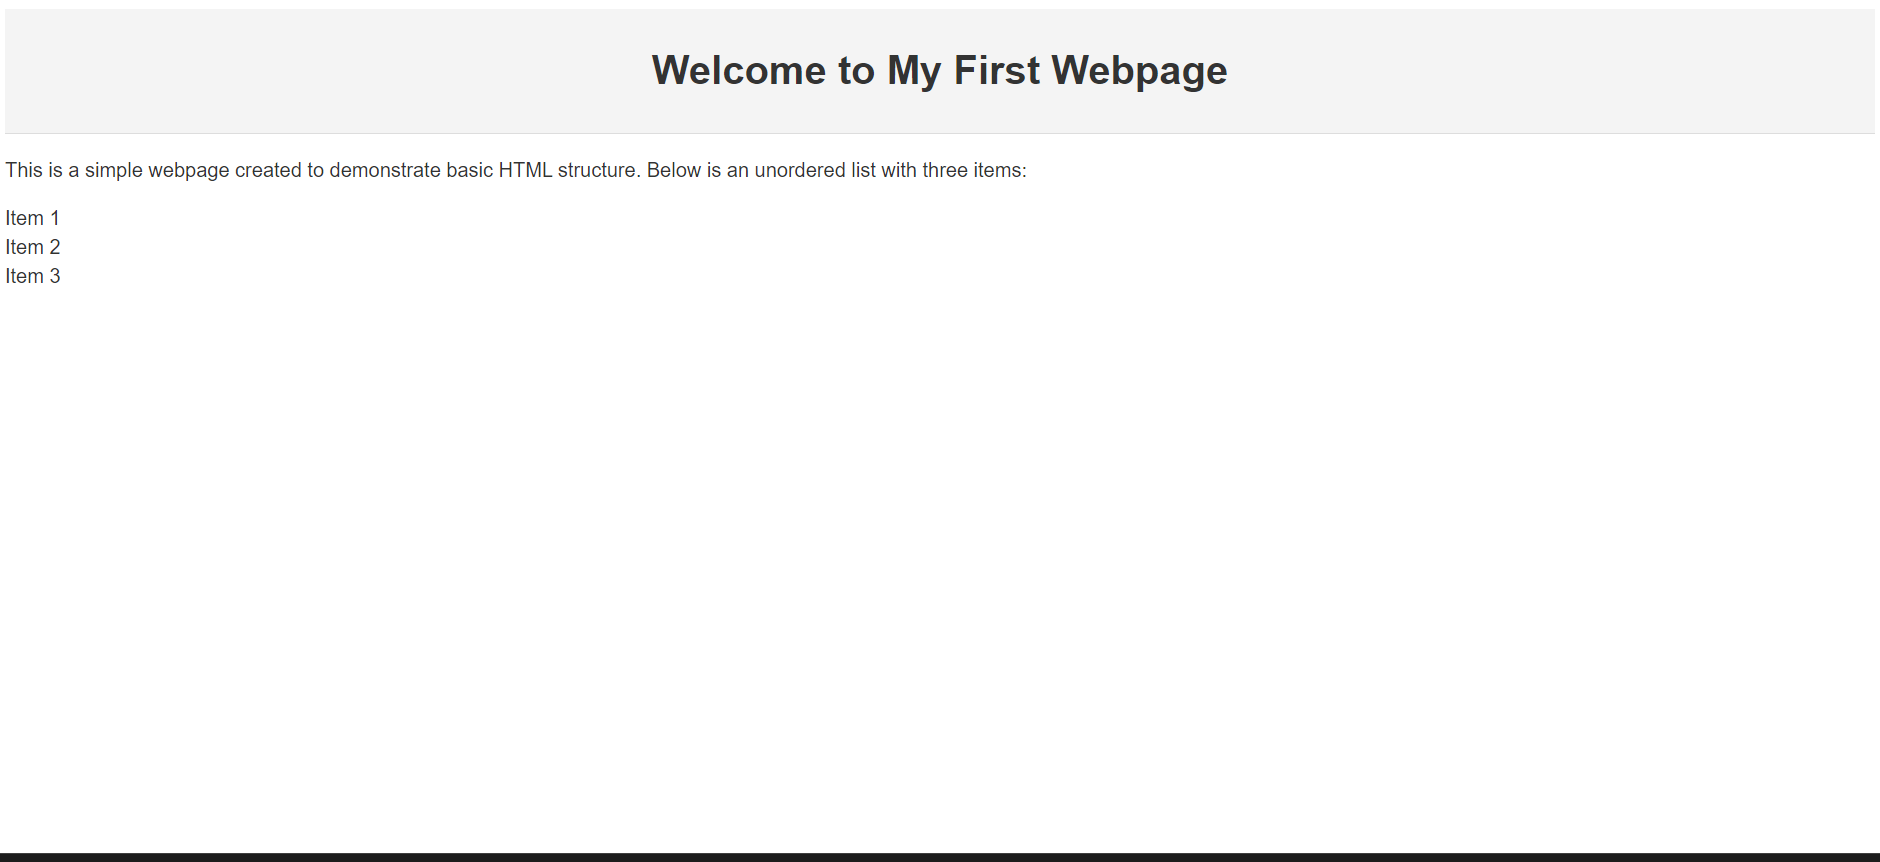 Welcome to My First Webpage
This is a simple webpage created to demonstrate basic HTML structure. Below is an unordered list with three items:
Item 1
Item 2
Item 3